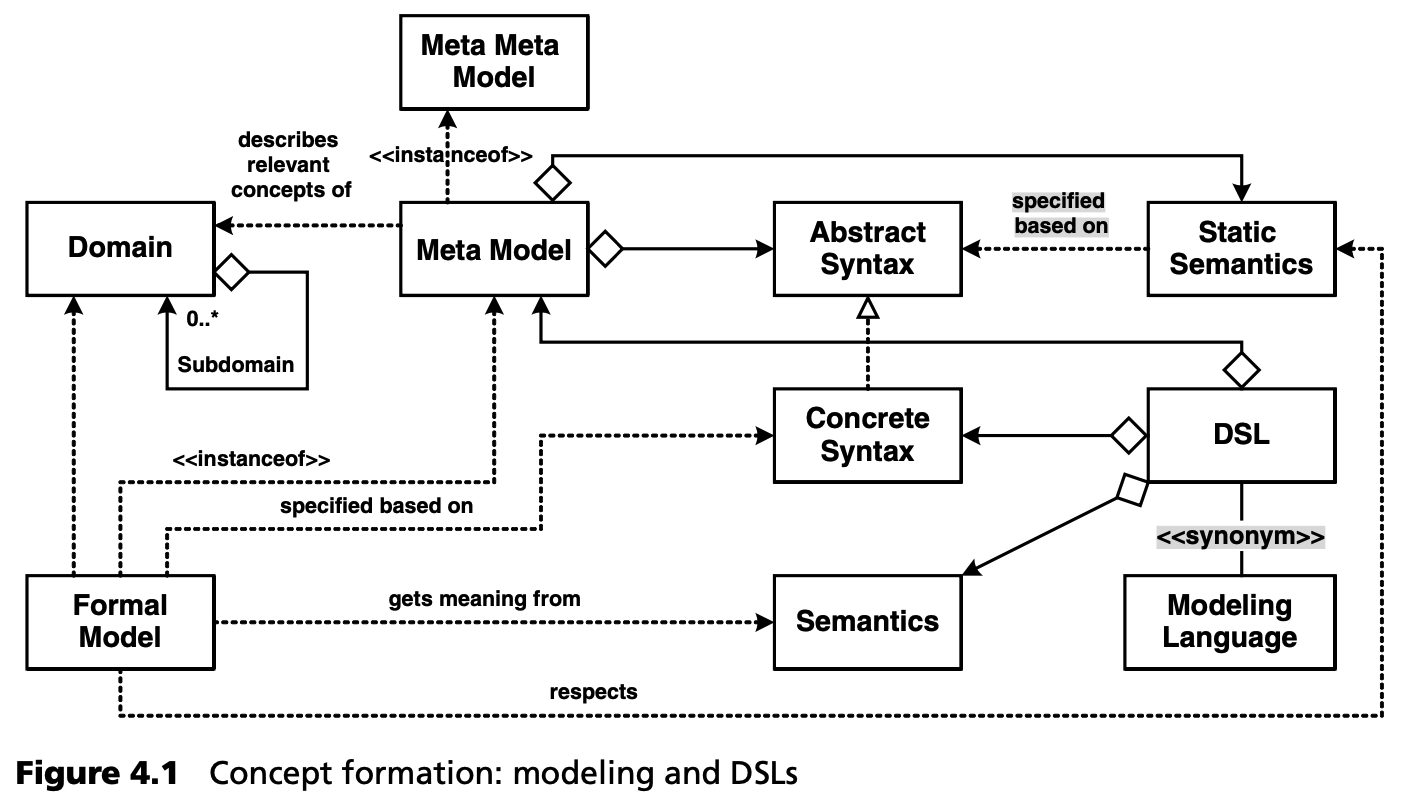 Meta Meta
Model
describes
relevant
concepts of
<<instanceof>>
specified
based on
Domain
Meta Model
Abstract
Syntax
Static
Semantics
0..*
Subdomain
Concrete
Syntax
DSL
<<instanceof>>
specified based on
<<synonym>>
Formal
Model
gets meaning from
Semantics
Modeling
Language
respects
Figure 4.1 Concept formation: modeling and DSLs